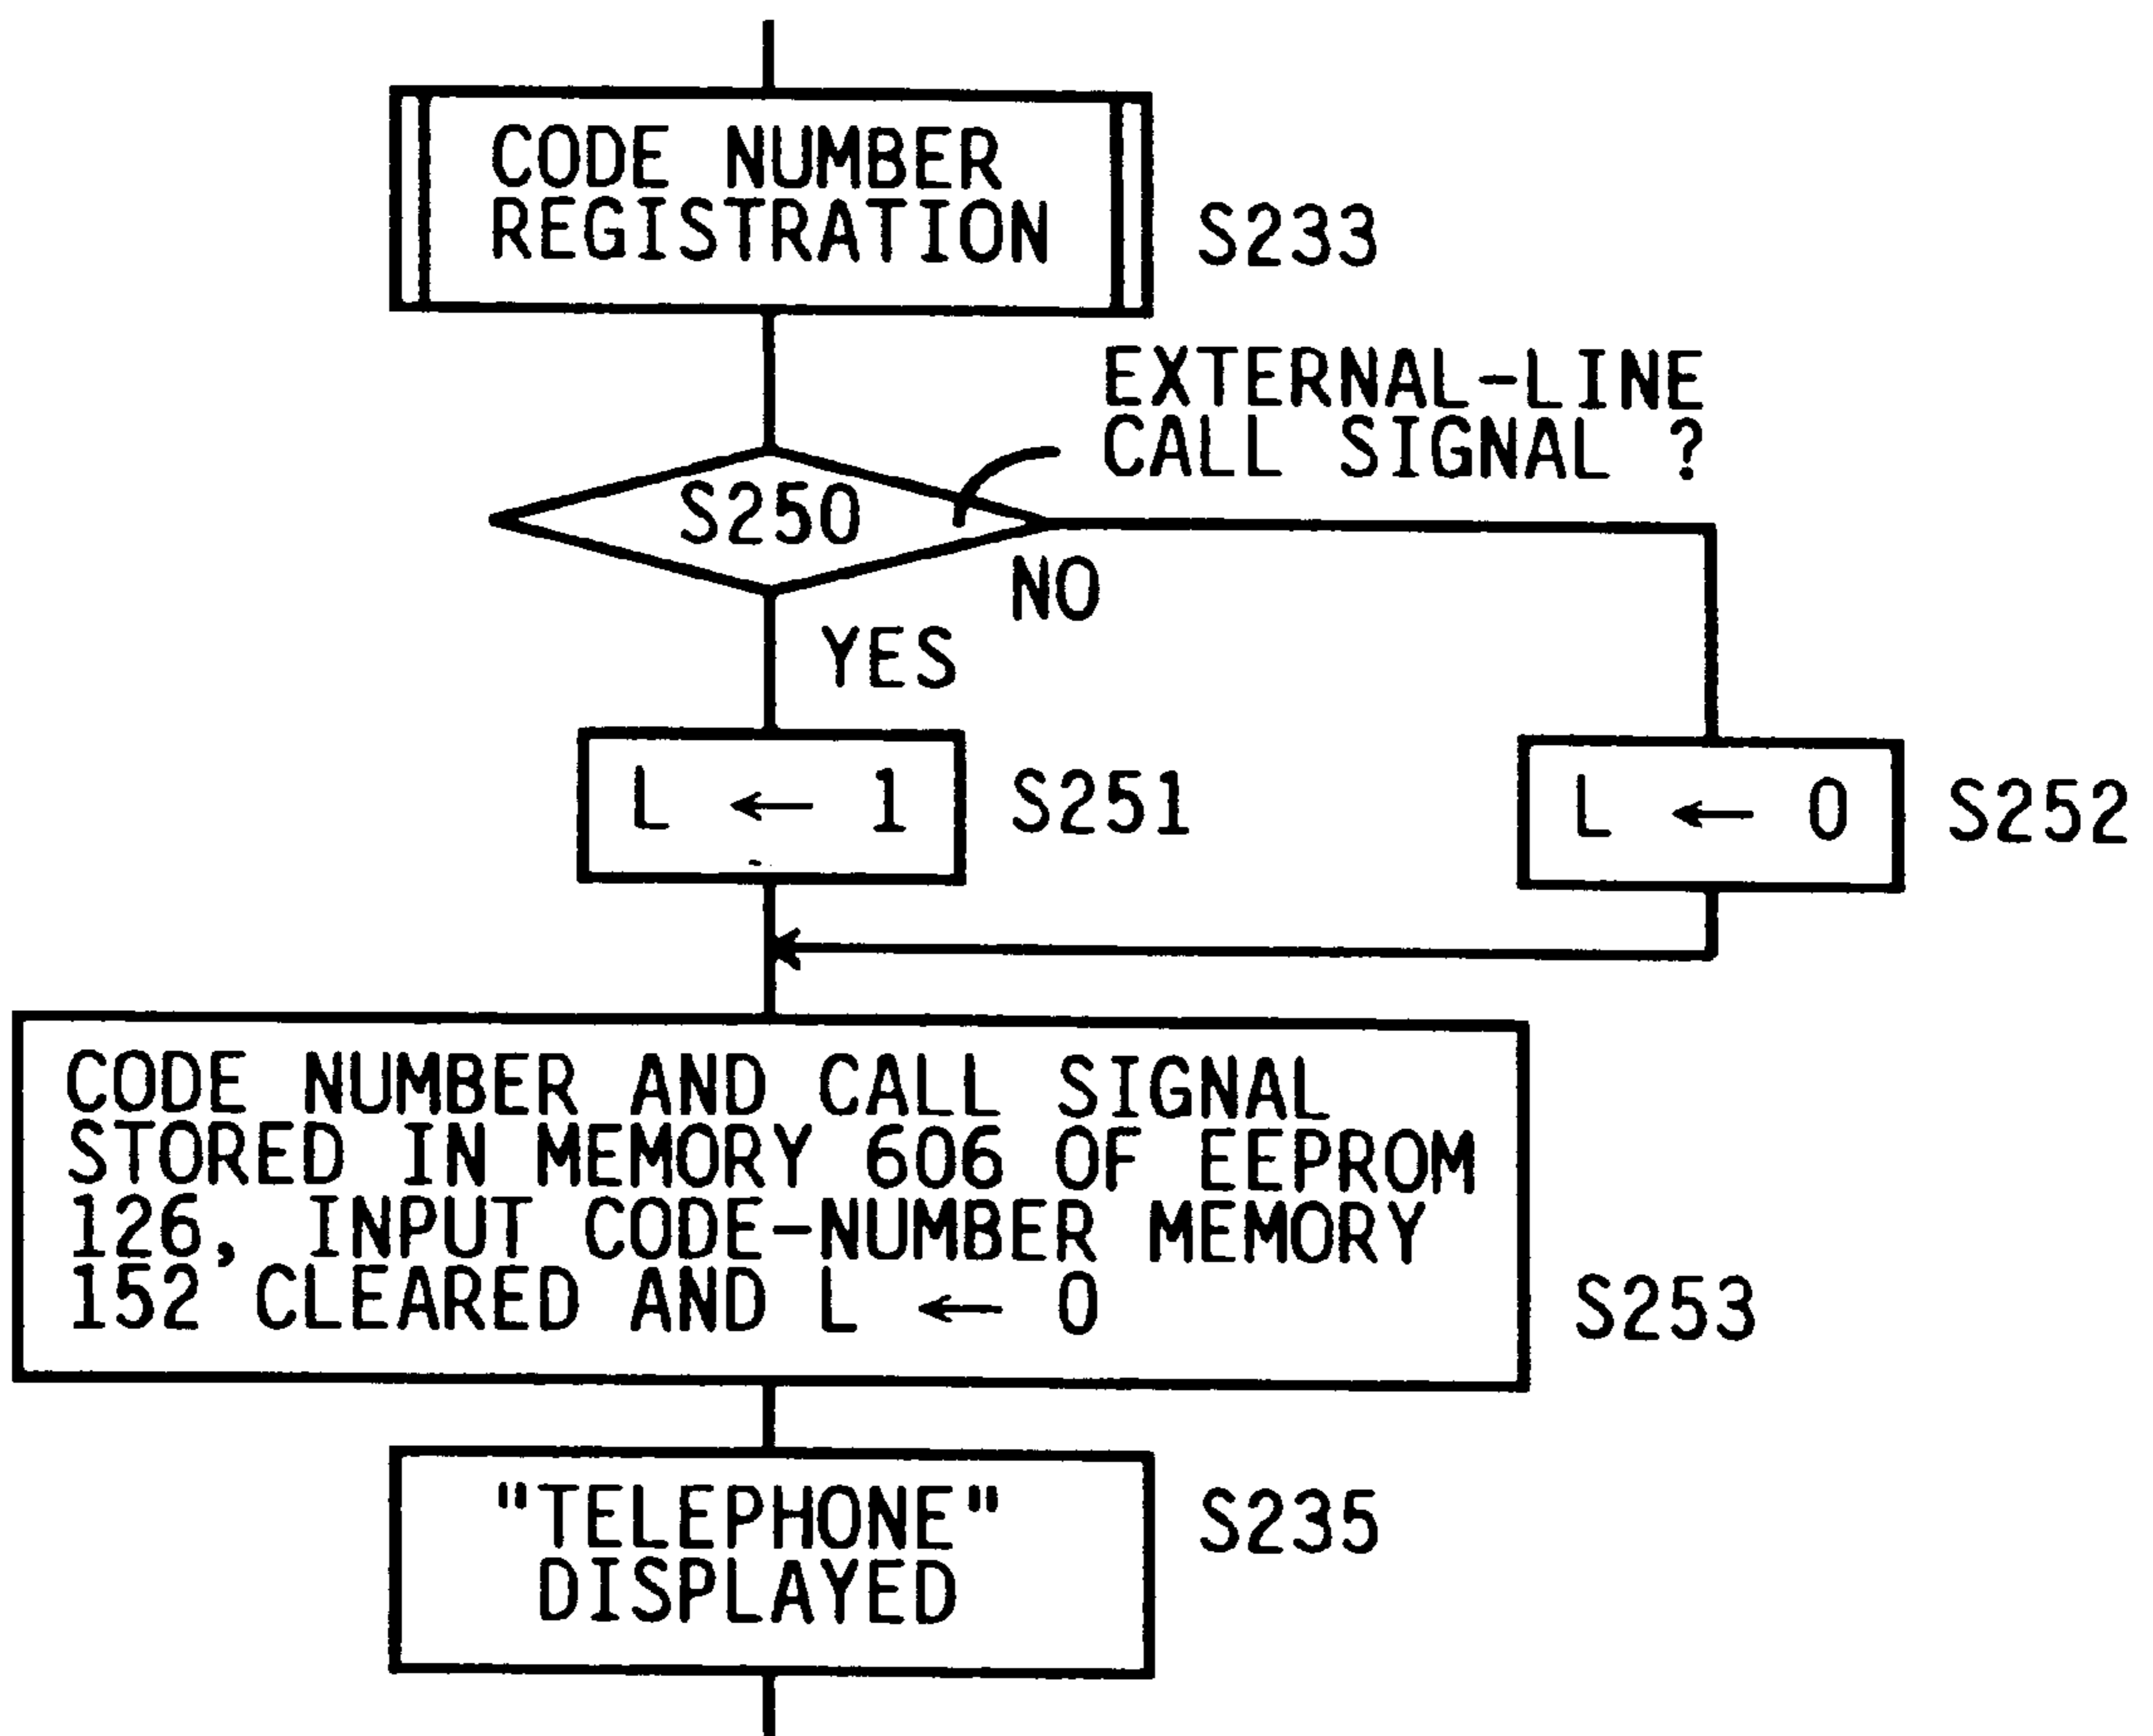 CODE NUMBER
REGISTRATION
S233
EXTERNAL-LINE
CALL SIGNAL ?
S250
NO
YES
L ← 1
S251
L ← 0
S252
CODE NUMBER AND CALL SIGNAL
STORED IN MEMORY 606 OF EEPROM
126, INPUT CODE-NUMBER MEMORY
152 CLEARED AND L ← 0
S253
"TELEPHONE"
DISPLAYED
S235